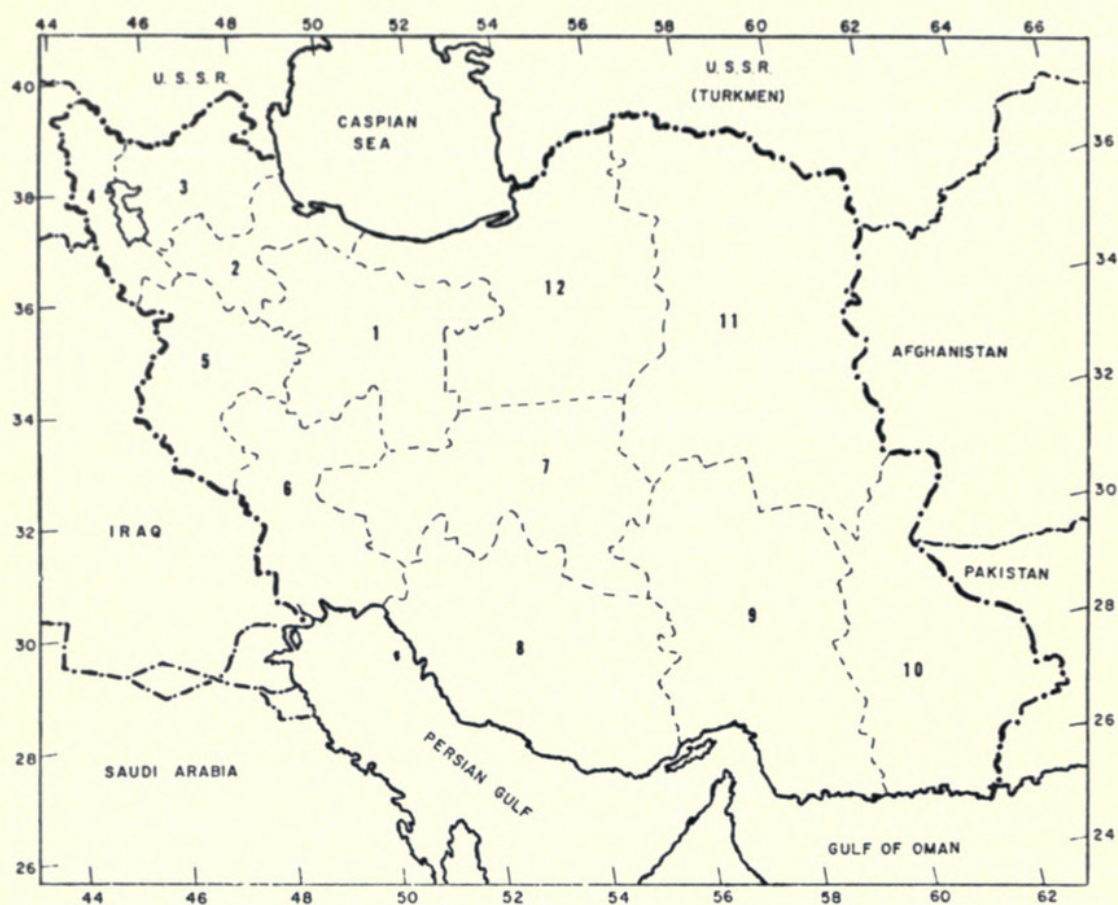 44 46 48 50 52 54 56 58 60 62 64 66
U. S. S. R.
U. S. S. R.
(TURKMEN)
40
CASPIAN
SEA
36
3
4
38
2
34
12
1
11
36
AFGHANISTAN
5
32
34
7
6
30
IRAQ
32
PAKISTAN
9
28
30
8
10
26
PERSIAN GULF
28
SAUDI ARABIA
24
GULF OF OMAN
26
44 46 48 50 52 54 56 58 60 62